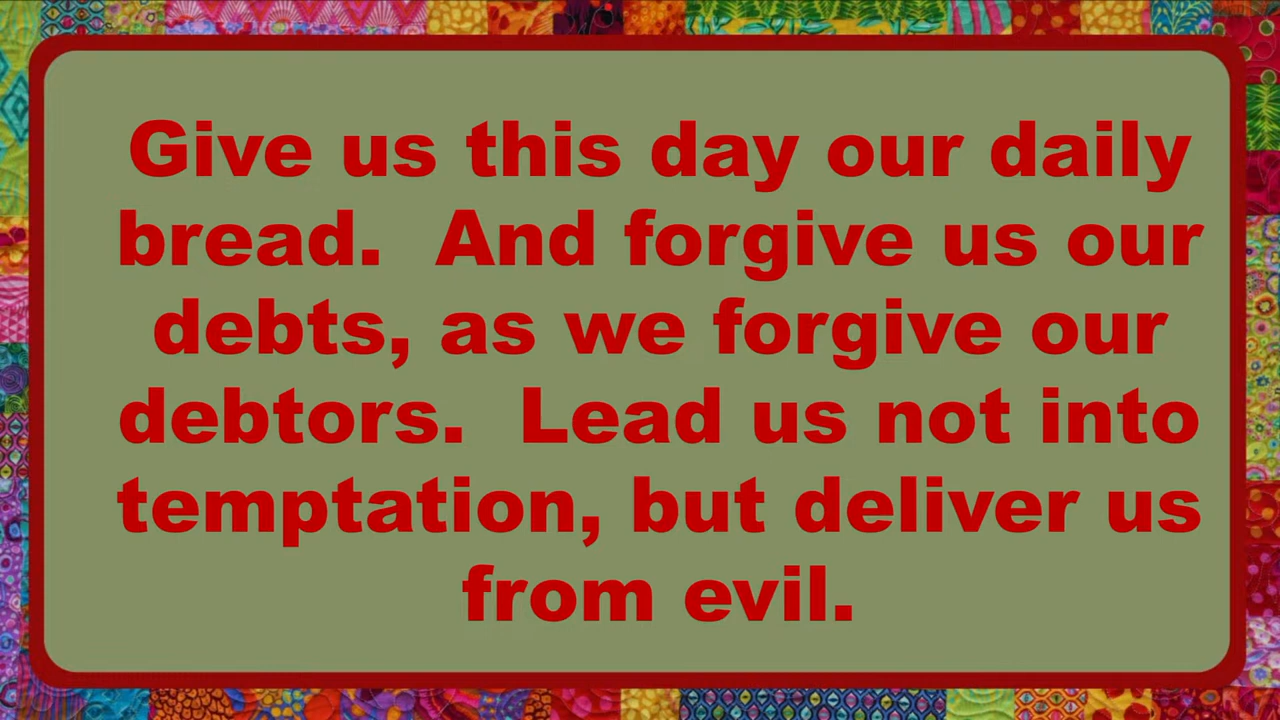 Give us this day our daily
bread.  And forgive us our
debts, as we forgive our
debtors.  Lead us not into
temptation, but deliver us
from evil.